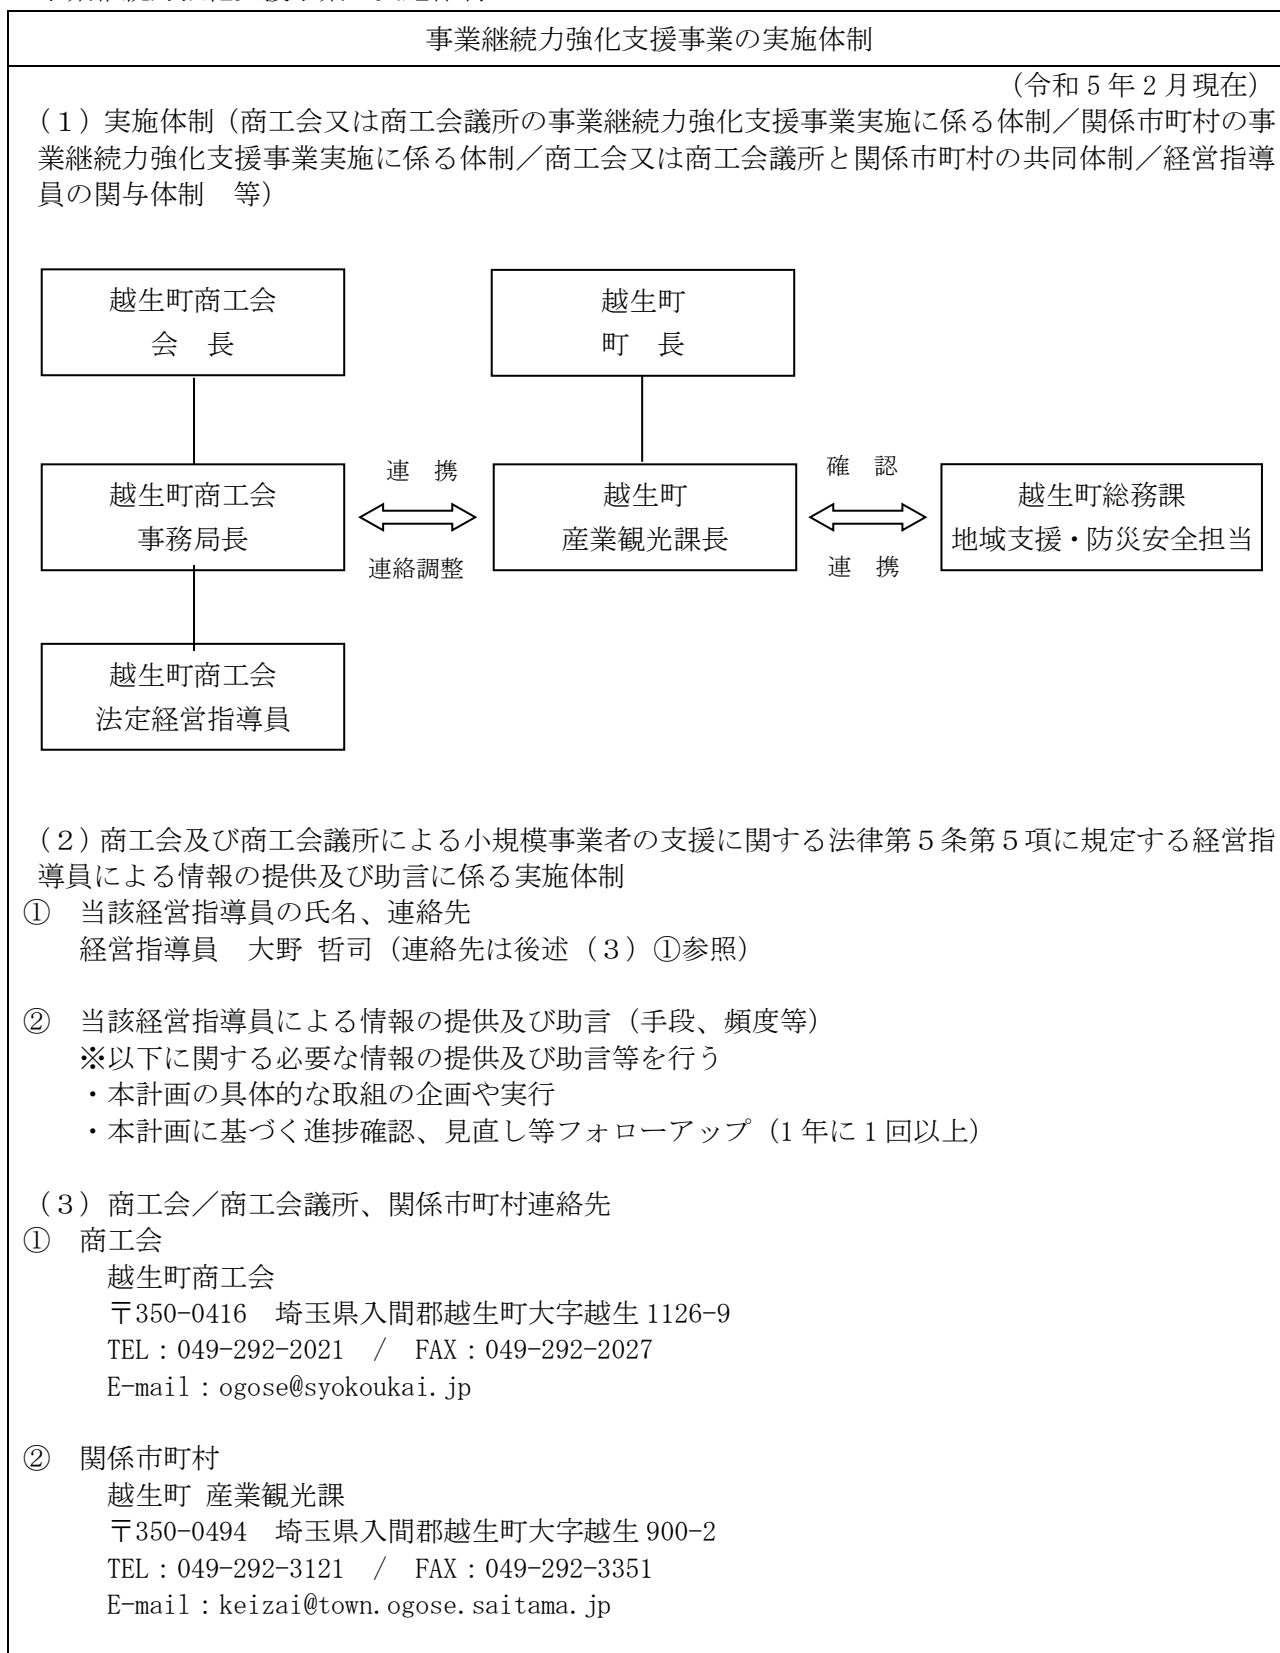 事業継続力強化支援事業の実施体制
（令和５年２月現在）
（１）実施体制（商工会又は商工会議所の事業継続力強化支援事業実施に係る体制／関係市町村の事
業継続力強化支援事業実施に係る体制／商工会又は商工会議所と関係市町村の共同体制／経営指導
員の関与体制　等）
越生町商工会
会　長
越生町
町　長
越生町商工会
事務局長
連　携
連絡調整
越生町
産業観光課長
確　認
連　携
越生町総務課
地域支援・防災安全担当
越生町商工会
法定経営指導員
（２）商工会及び商工会議所による小規模事業者の支援に関する法律第５条第５項に規定する経営指
導員による情報の提供及び助言に係る実施体制
①　当該経営指導員の氏名、連絡先
経営指導員　大野 哲司（連絡先は後述（３）①参照）
②　当該経営指導員による情報の提供及び助言（手段、頻度等）
※以下に関する必要な情報の提供及び助言等を行う
・本計画の具体的な取組の企画や実行
・本計画に基づく進捗確認、見直し等フォローアップ（1年に1回以上）
（３）商工会／商工会議所、関係市町村連絡先
①　商工会
越生町商工会
〒350-0416　埼玉県入間郡越生町大字越生 1126-9
TEL：049-292-2021　/　FAX：049-292-2027
E-mail：ogose@syokoukai.jp
②　関係市町村
越生町 産業観光課
〒350-0494　埼玉県入間郡越生町大字越生 900-2
TEL：049-292-3121　/　FAX：049-292-3351
E-mail：keizai@town.ogose.saitama.jp